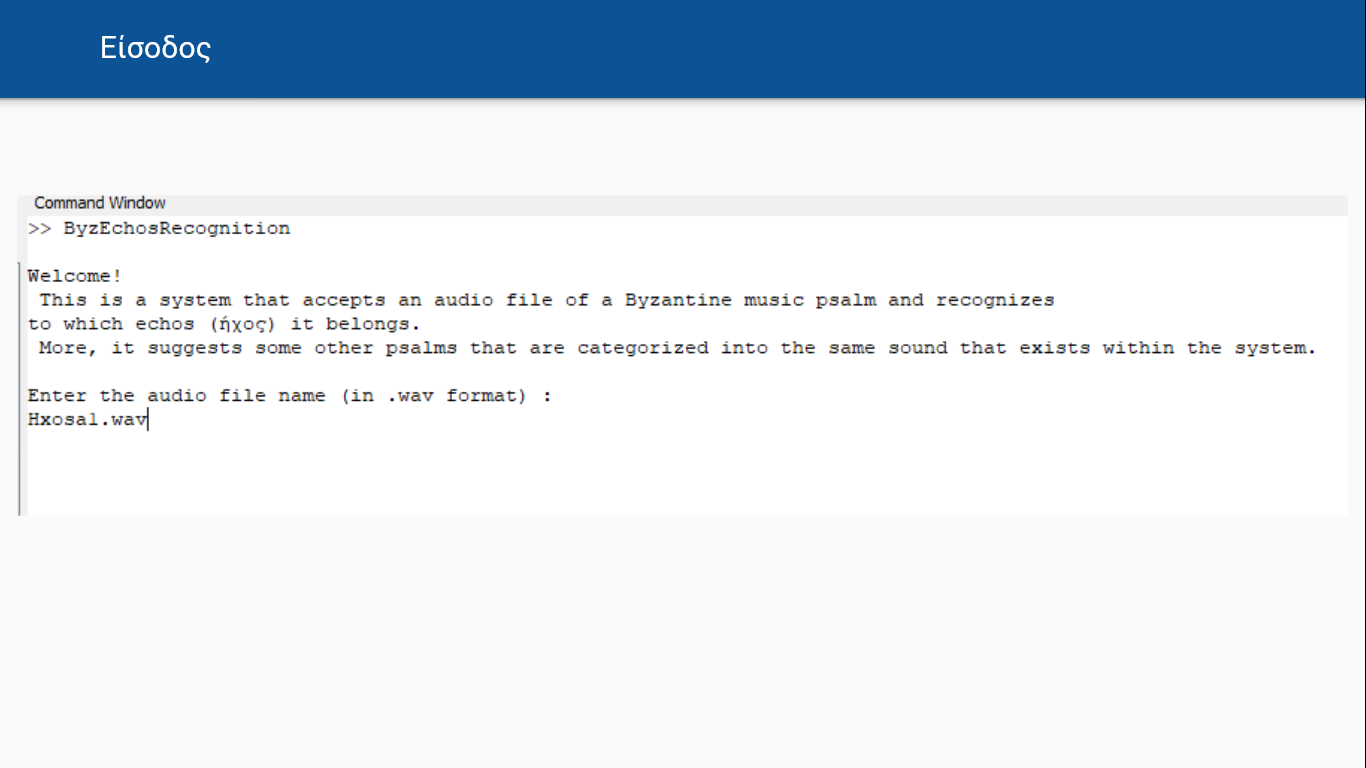 Είσοδος
Command Window
>> ByzEchosRecognition
Welcome!
This is a system that accepts an audio file of a Byzantine music psalm and recognizes
to which echos (ήχος) it belongs.
More, it suggests some other psalms that are categorized into the same sound that exists within the system.
Enter the audio file name (in .wav format) :
Hxosa1.wav